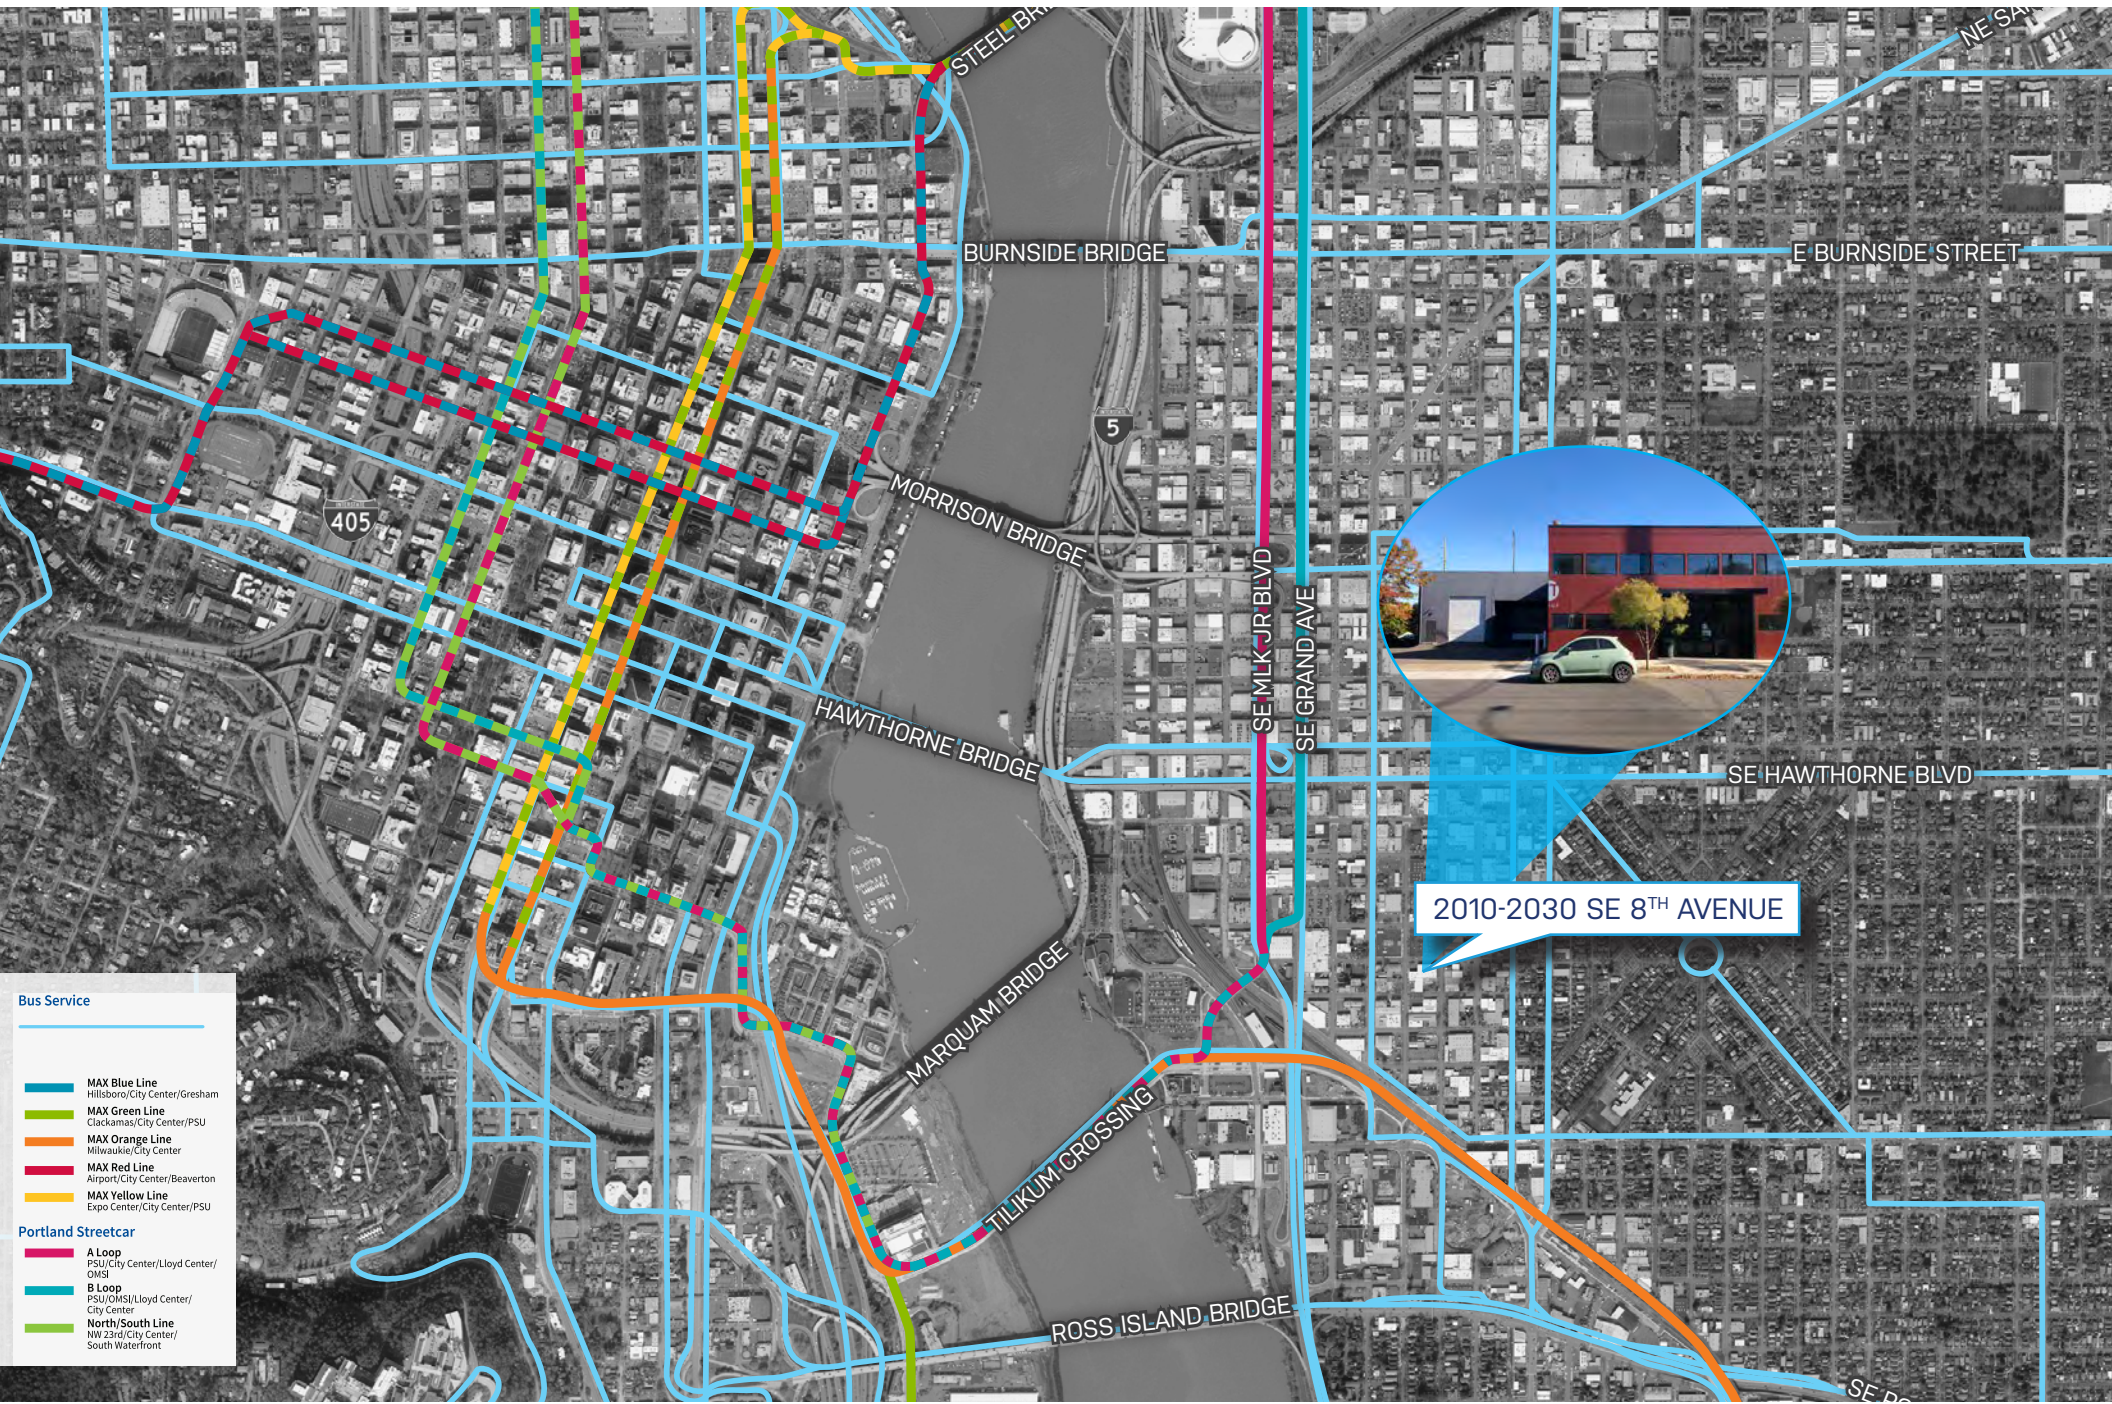 STEEL BRI
NE SA
BURNSIDE BRIDGE
E BURNSIDE STREET
5
MORRISON BRIDGE
INTERSTATE
405
SE MLK JR BLVD
SE GRAND AVE
HAWTHORNE BRIDGE
SE HAWTHORNE BLVD
2010-2030 SE 8TH AVENUE
MARQUAM BRIDGE
TILIKUM CROSSING
ROSS ISLAND BRIDGE
SE PO
Bus Service
MAX Blue Line
Hillsboro/City Center/Gresham
MAX Green Line
Clackamas/City Center/PSU
MAX Orange Line
Milwaukie/City Center
MAX Red Line
Airport/City Center/Beaverton
MAX Yellow Line
Expo Center/City Center/PSU
Portland Streetcar
A Loop
PSU/City Center/Lloyd Center/
OMSI
B Loop
PSU/OMSI/Lloyd Center/
City Center
North/South Line
NW 23rd/City Center/
South Waterfront